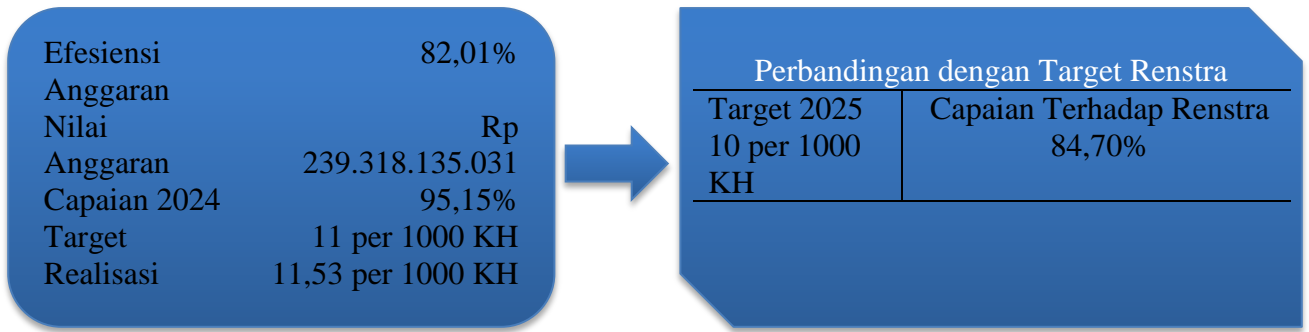 Efesiensi 82,01%
Anggaran
Nilai Rp
Anggaran 239.318.135.031
Capaian 2024 95,15%
Target 11 per 1000 KH
Realisasi 11,53 per 1000 KH
Perbandingan dengan Target Renstra
Target 2025 Capaian Terhadap Renstra
10 per 1000 84,70%
KH